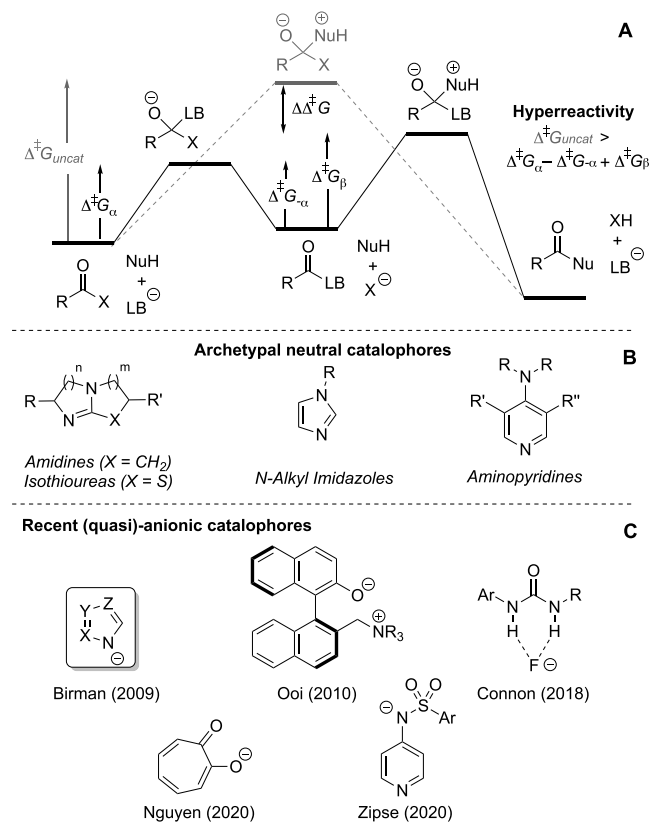 A
⊖ ⊕
O NuH
R X
ΔΔ‡G
⊖
O LB
R X
⊖ ⊕
O NuH
R LB
Hyperreactivity
Δ‡Guncat >
Δ‡Gα − Δ‡G-α + Δ‡Gβ
Δ‡Guncat
Δ‡Gα
Δ‡G-α
Δ‡Gβ
O
R X
NuH
+
LB⊖
O
R LB
NuH
+
X⊖
O
R Nu
XH
+
LB⊖
Archetypal neutral catalophores
B
n m
R N R'
N X
Amidines (X = CH2)
Isothioureas (X = S)
R
N
N
N-Alkyl Imidazoles
R R
N
R' R"
N
Aminopyridines
Recent (quasi)-anionic catalophores
C
Y Z
X N
⊖
Birman (2009)
O⊖
⊕
NR3
Ooi (2010)
O
Ar N N R
H H
F⊖
Connon (2018)
O
O⊖
Nguyen (2020)
O O
⊖ S
N Ar
N
Zipse (2020)